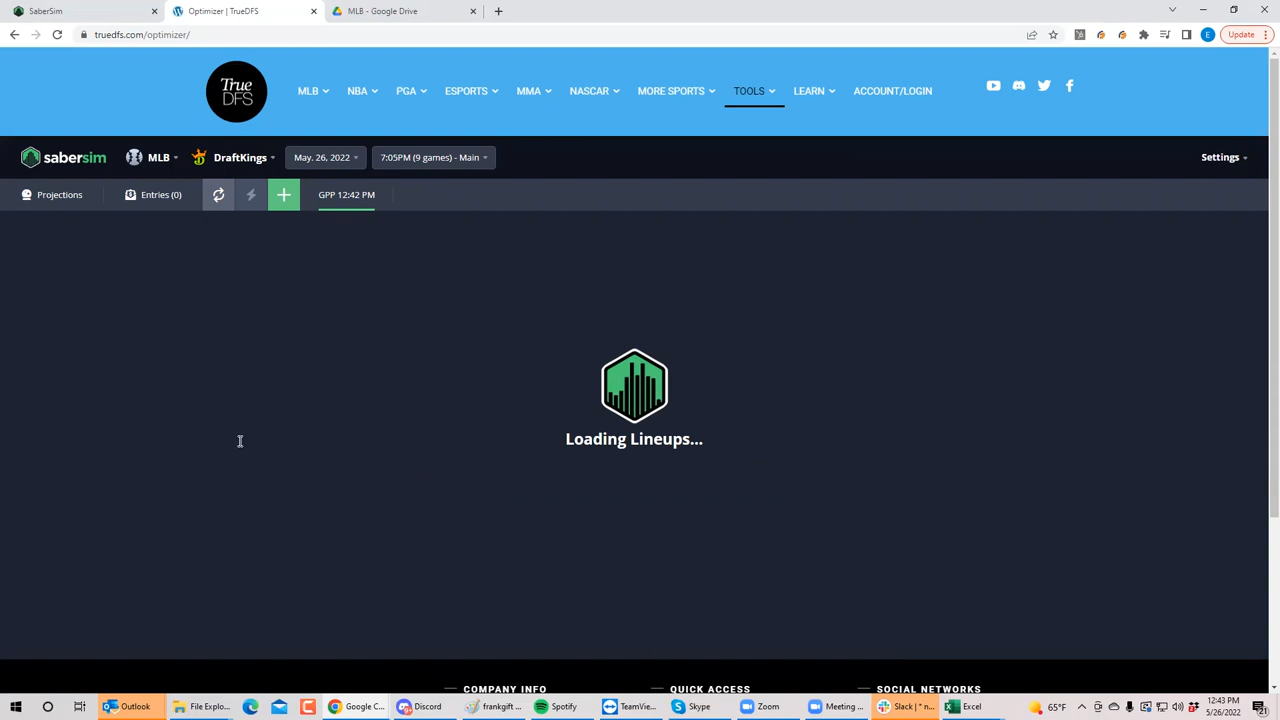 SaberSim
Optimizer | TrueDFS
MLB - Google Drive
truedfs.com/optimizer/
E
Update
True
DFS
MLB
NBA
PGA
ESPORTS
MMA
NASCAR
MORE SPORTS
TOOLS
LEARN
ACCOUNT/LOGIN
sabersim
MLB
DraftKings
May. 26, 2022
7:05PM (9 games) - Main
Settings
Projections
Entries (0)
GPP 12:42 PM
Loading Lineups...
COMPANY INFO
QUICK ACCESS
SOCIAL NETWORKS
Outlook
File Explo...
Google C...
Discord
frankgift ...
Spotify
TeamVie...
Skype
Zoom
Meeting ...
Slack | * n...
Excel
65°F
12:43 PM
5/26/2022
21